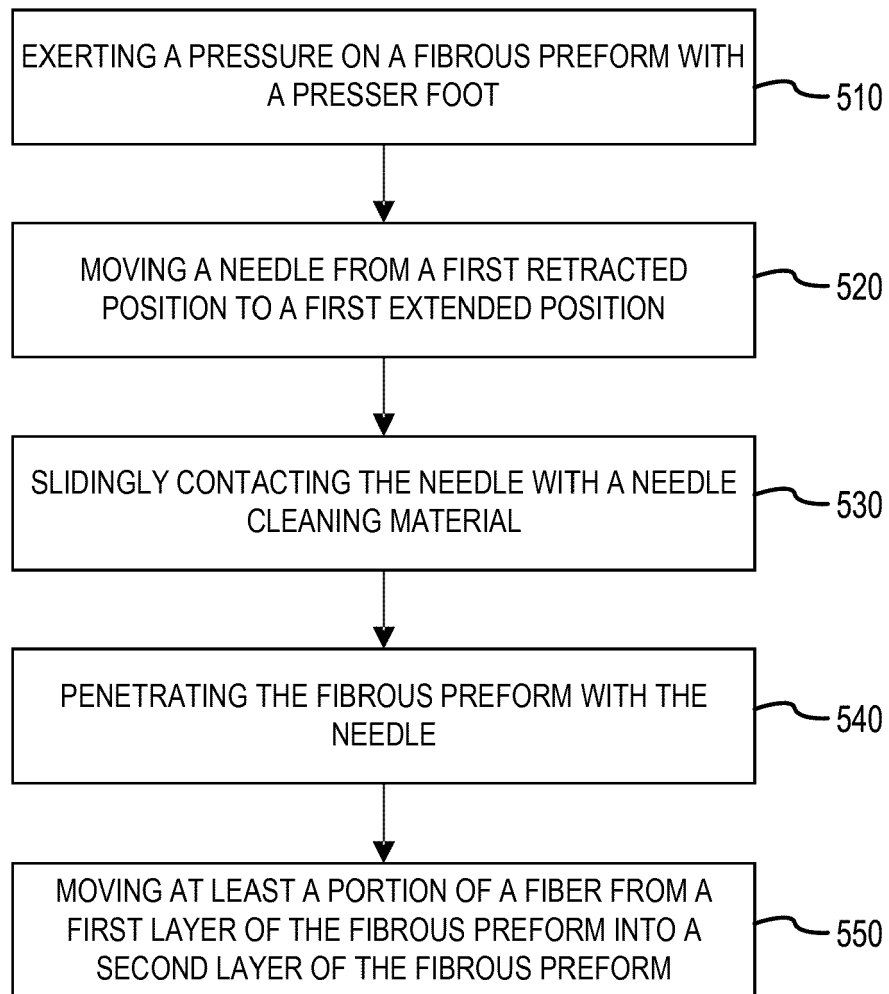 EXERTING A PRESSURE ON A FIBROUS PREFORM WITH
A PRESSER FOOT
510
MOVING A NEEDLE FROM A FIRST RETRACTED
POSITION TO A FIRST EXTENDED POSITION
520
SLIDINGLY CONTACTING THE NEEDLE WITH A NEEDLE
CLEANING MATERIAL
530
PENETRATING THE FIBROUS PREFORM WITH THE
NEEDLE
540
MOVING AT LEAST A PORTION OF A FIBER FROM A
FIRST LAYER OF THE FIBROUS PREFORM INTO A
SECOND LAYER OF THE FIBROUS PREFORM
550